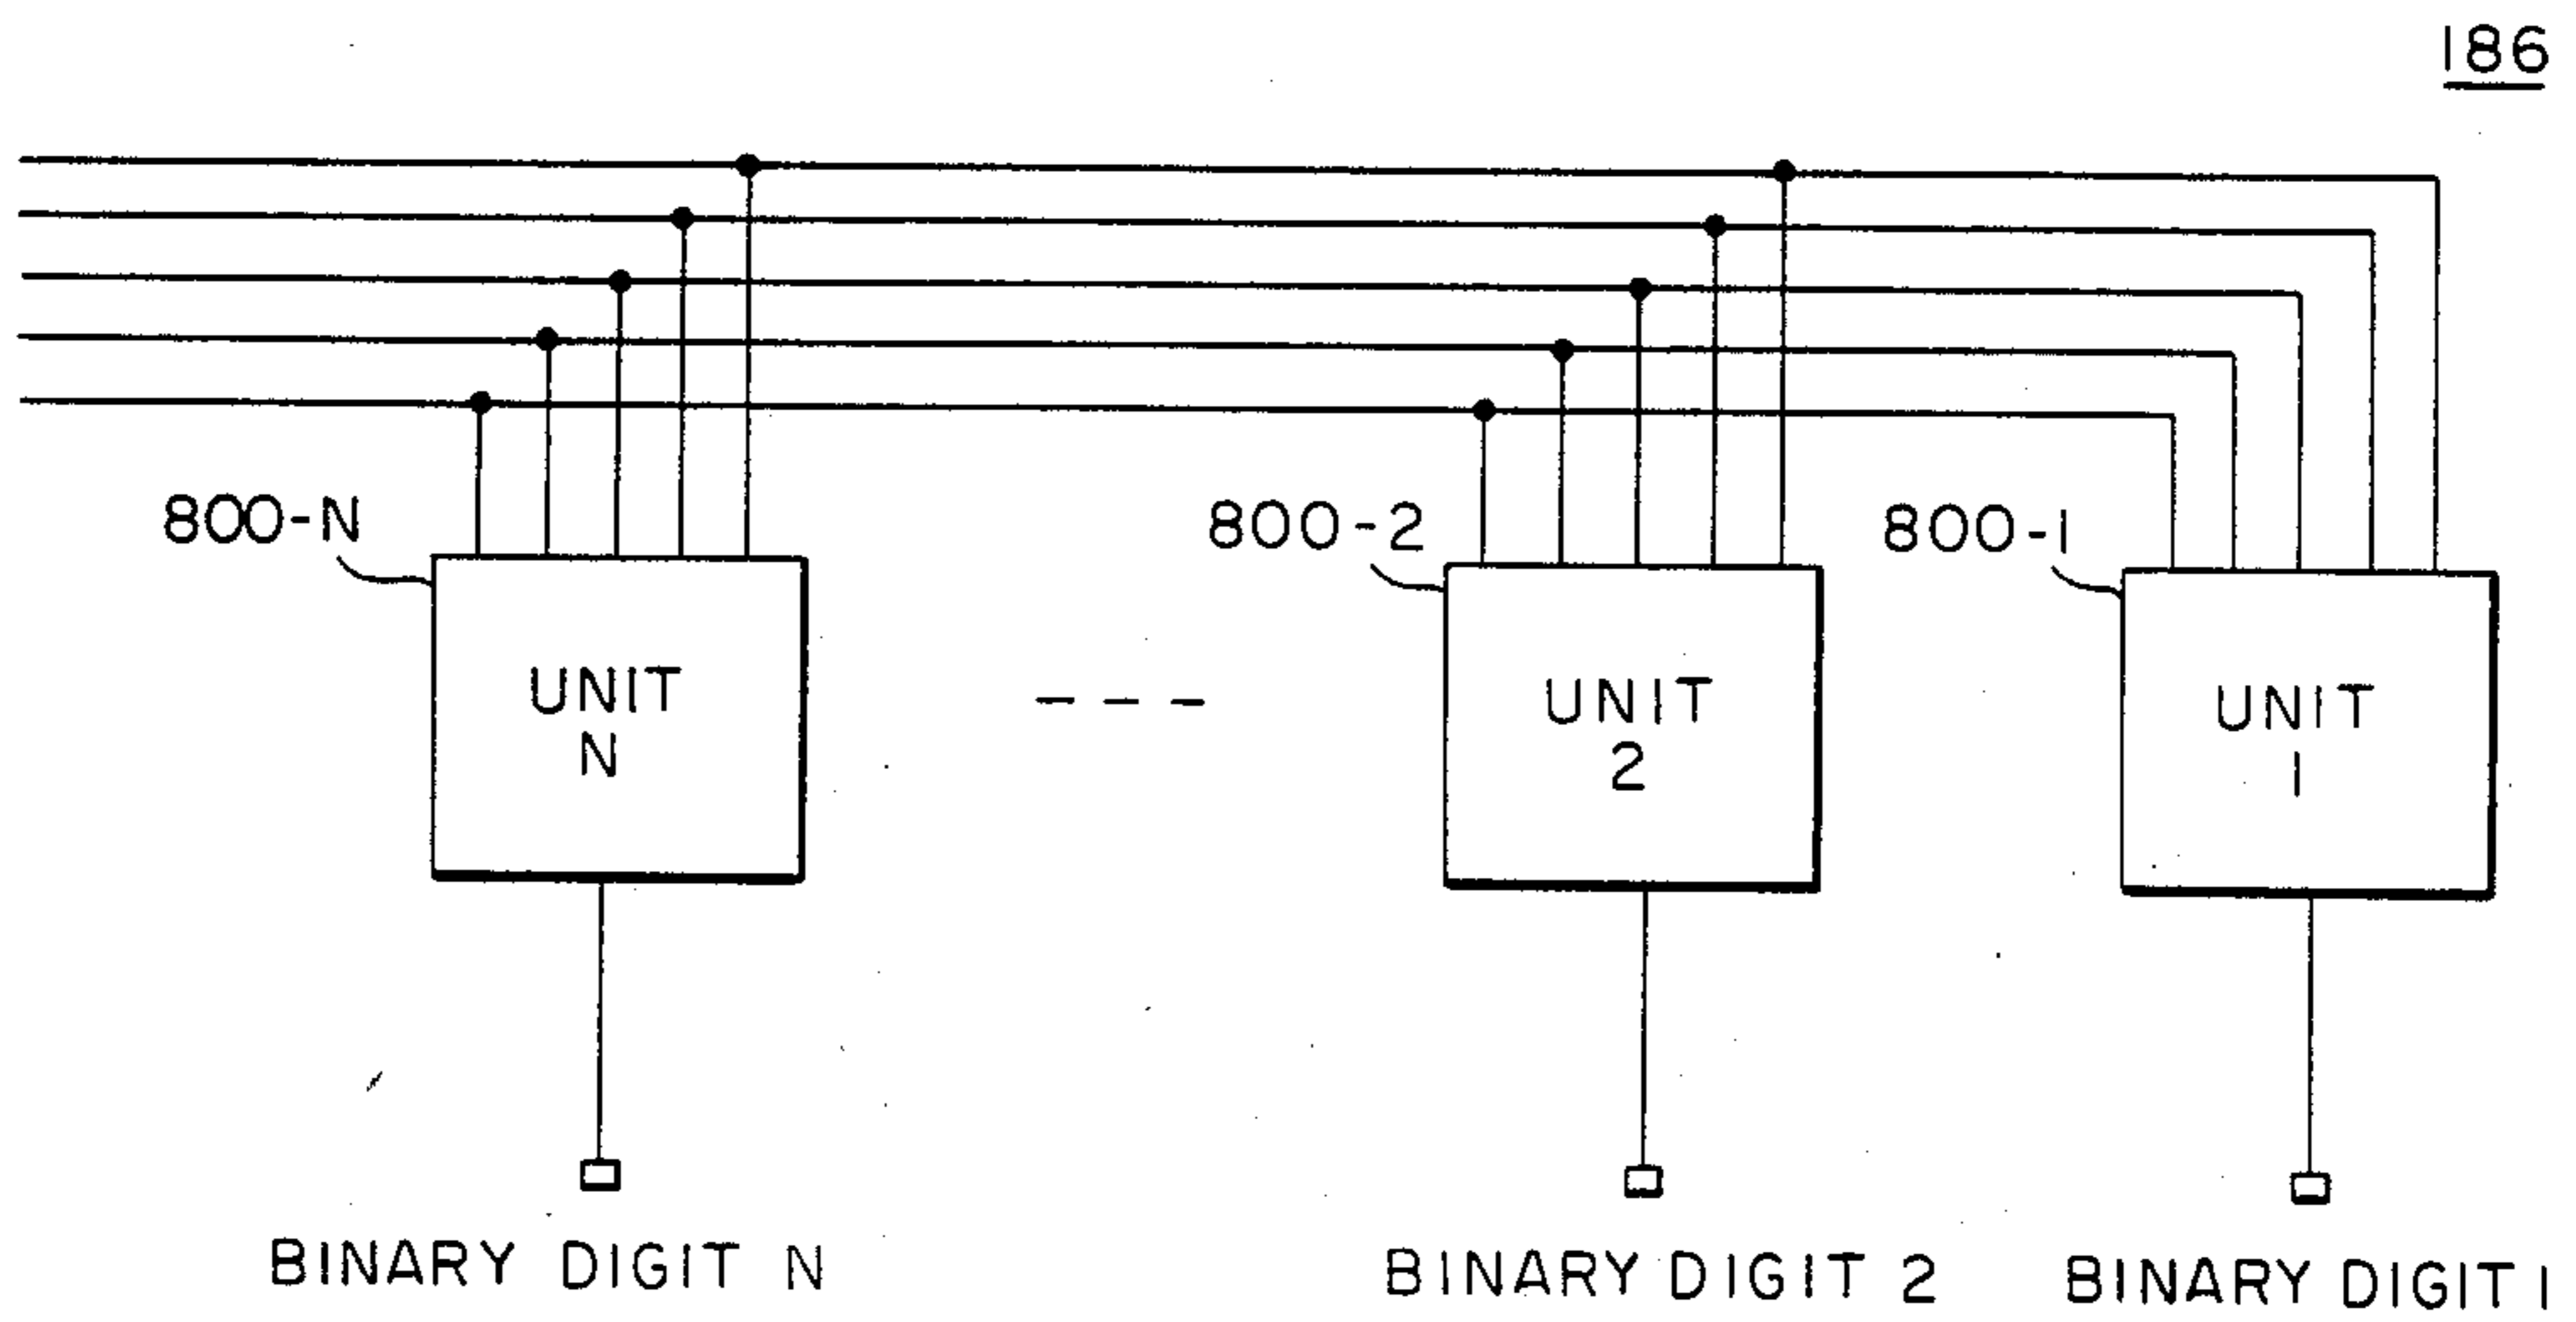 186
800-N
800-2
800-1
UNIT
N
UNIT
2
UNIT
1
BINARY DIGIT N
BINARY DIGIT 2
BINARY DIGIT 1